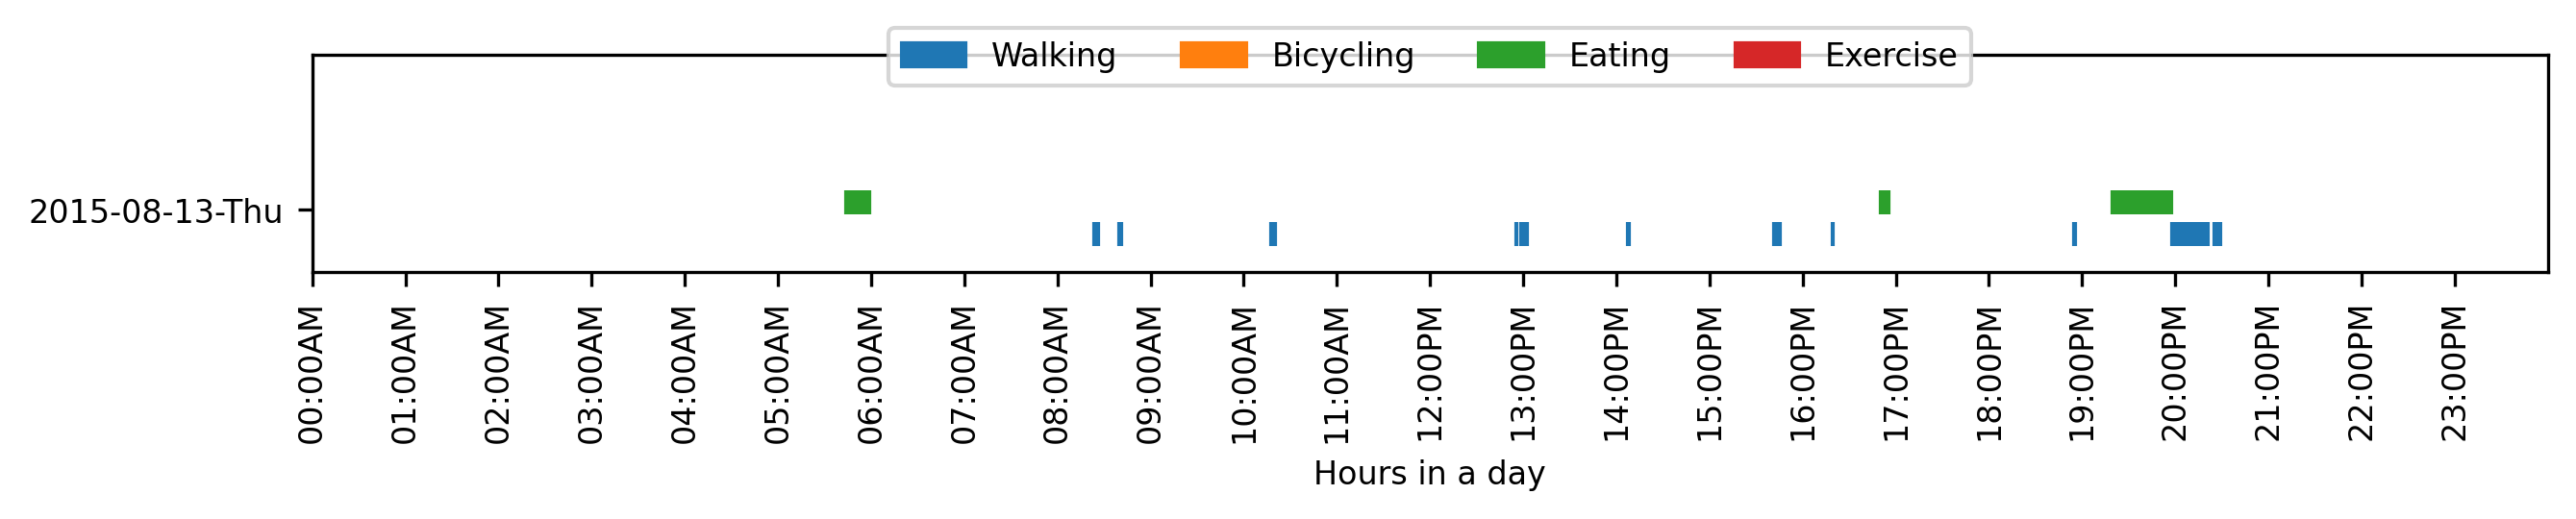 Walking Bicycling Eating Exercise
2015-08-13-Thu
00:00AM 01:00AM 02:00AM 03:00AM 04:00AM 05:00AM 06:00AM 07:00AM 08:00AM 09:00AM 10:00AM 11:00AM 12:00PM 13:00PM 14:00PM 15:00PM 16:00PM 17:00PM 18:00PM 19:00PM 20:00PM 21:00PM 22:00PM 23:00PM
Hours in a day